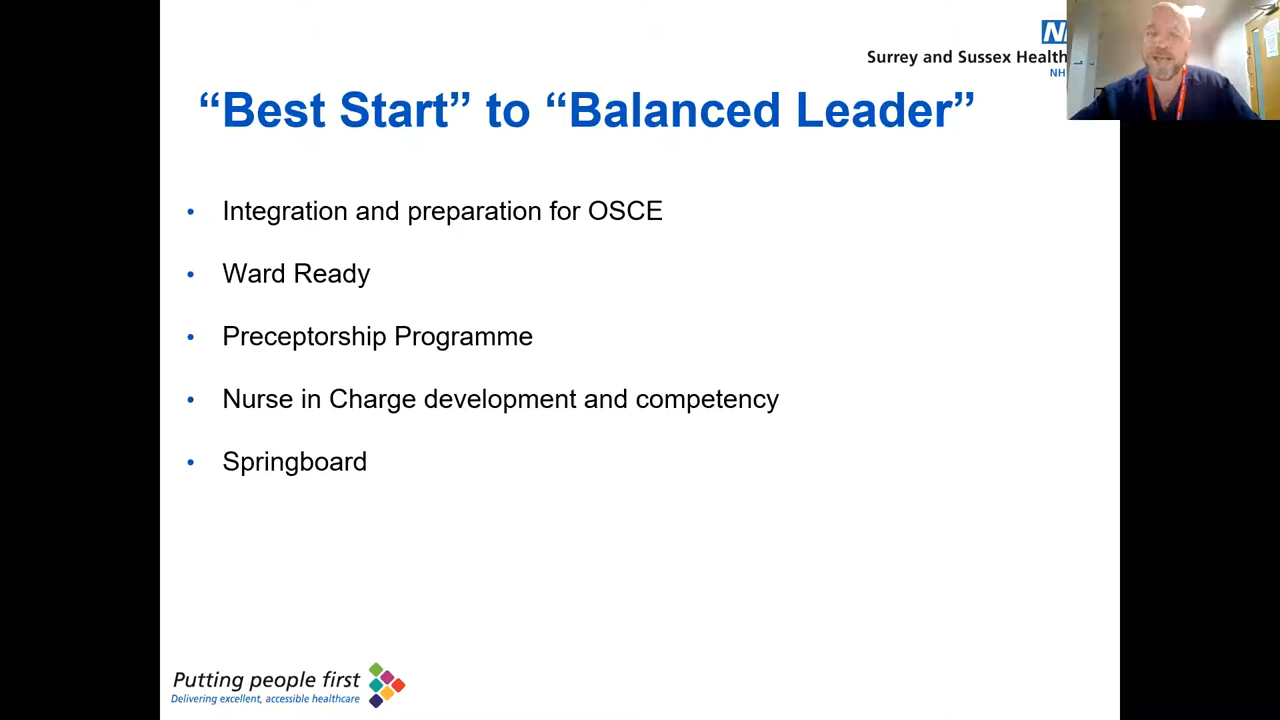 Surrey and Sussex
“Best Start” to “Balanced Leader”
• Integration and preparation for OSCE
• Ward Ready
• Preceptorship Programme
• Nurse in Charge development and competency
• Springboard
Putting people first
Delivering excellent, accessible healthcare